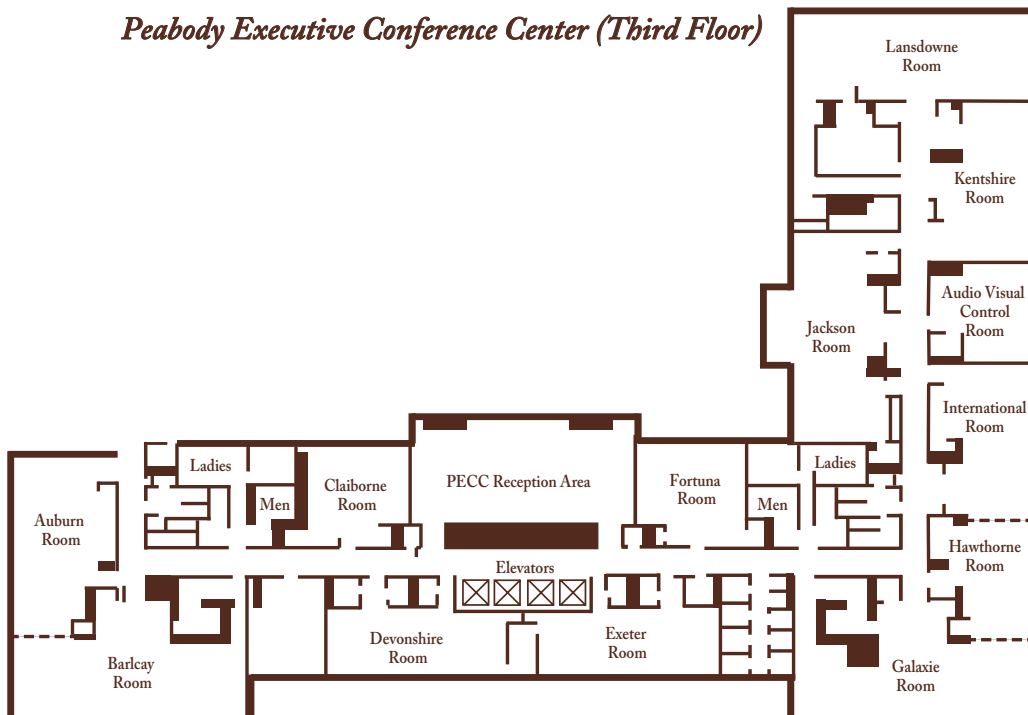 Peabody Executive Conference Center (Third Floor)
Lansdowne
Room
Kentshire
Room
Audio Visual
Control
Room
Jackson
Room
International
Room
Ladies
Claiborne
Room
Men
PECC Reception Area
Fortuna
Room
Men
Ladies
Auburn
Room
Hawthorne
Room
Elevators
Devonshire
Room
Exeter
Room
Barlcay
Room
Galaxie
Room